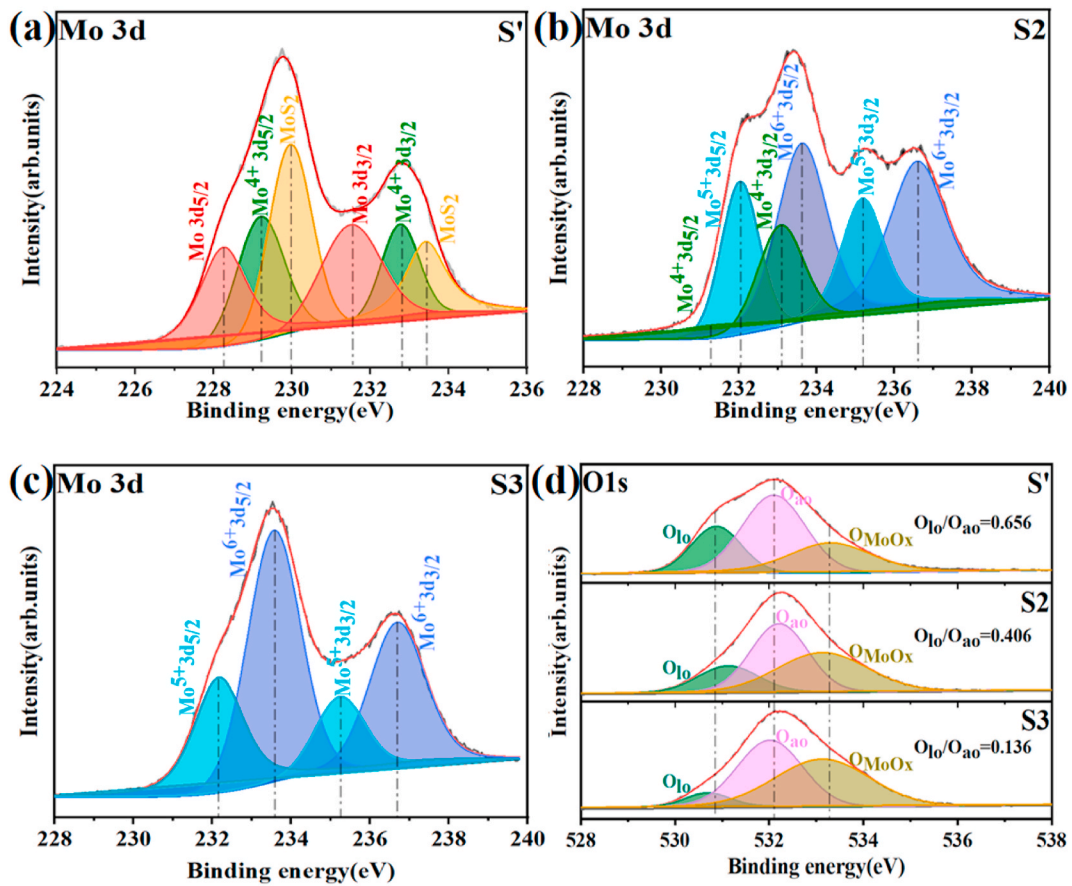 (a) Mo 3d S'
Intensity(arb.units)
Mo 3d5/2
Mo4+ 3d5/2
MoS2
Mo 3d3/2
Mo4+ 3d3/2
MoS2
224 226 228 230 232 234 236
Binding energy(eV)
(b) Mo 3d S2
Intensity(arb.units)
Mo4+3d5/2
Mo5+3d5/2
Mo4+3d3/2
Mo6+3d5/2
Mo5+3d3/2
Mo6+3d3/2
228 230 232 234 236 238 240
Binding energy(eV)
(c) Mo 3d S3
Intensity(arb.units)
Mo5+3d5/2
Mo6+3d5/2
Mo5+3d3/2
Mo6+3d3/2
228 230 232 234 236 238 240
Binding energy(eV)
(d) O1s S'
Intensity(arb.units)
Olo
Oao
OMoOx
Olo/Oao=0.656
S2
Olo
Oao
OMoOx
Olo/Oao=0.406
S3
Olo
Oao
OMoOx
Olo/Oao=0.136
528 530 532 534 536 538
Binding energy(eV)